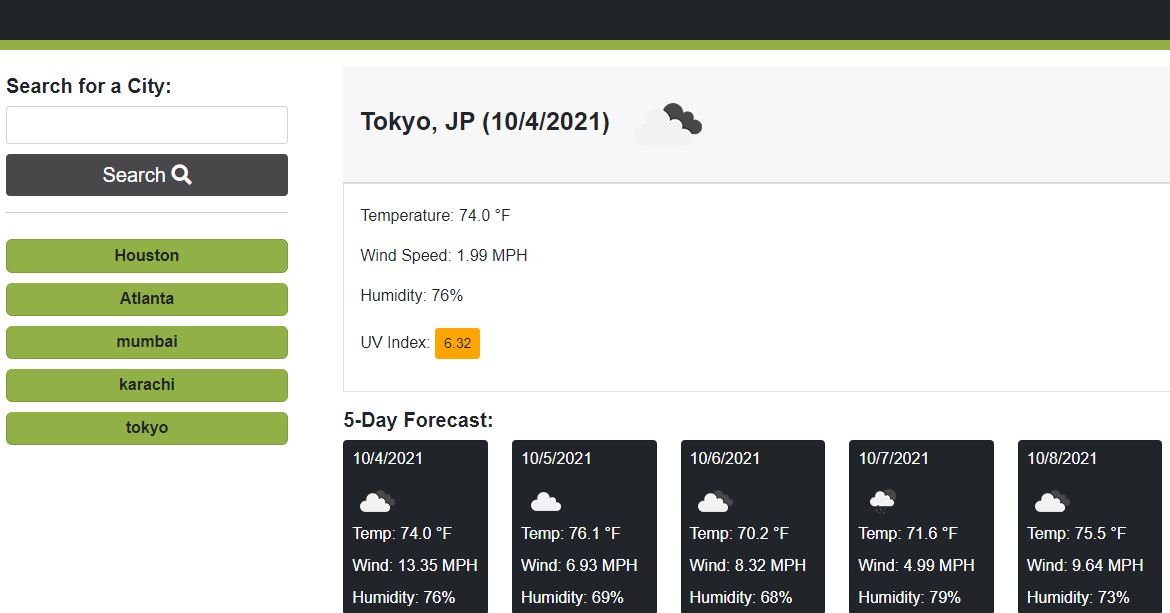 Search for a City:
Search
Houston
Atlanta
mumbai
karachi
tokyo
Tokyo, JP (10/4/2021)
Temperature: 74.0 °F
Wind Speed: 1.99 MPH
Humidity: 76%
UV Index: 6.32
5-Day Forecast:
10/4/2021
Temp: 74.0 °F
Wind: 13.35 MPH
Humidity: 76%
10/5/2021
Temp: 76.1 °F
Wind: 6.93 MPH
Humidity: 69%
10/6/2021
Temp: 70.2 °F
Wind: 8.32 MPH
Humidity: 68%
10/7/2021
Temp: 71.6 °F
Wind: 4.99 MPH
Humidity: 79%
10/8/2021
Temp: 75.5 °F
Wind: 9.64 MPH
Humidity: 73%